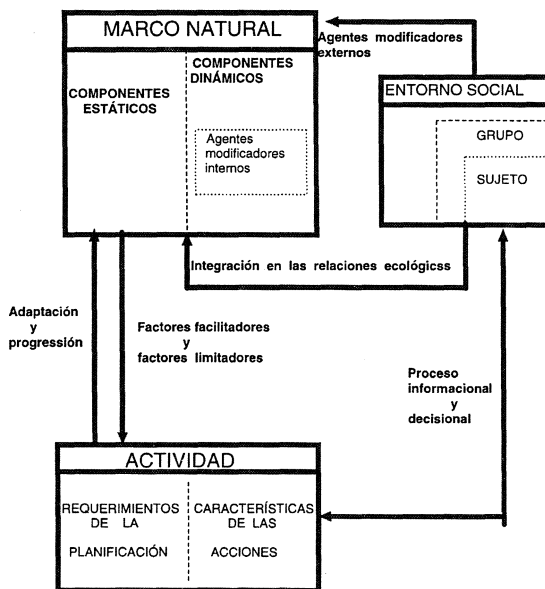 MARCO NATURAL
COMPONENTES
ESTÁTICOS
COMPONENTES
DINÁMICOS
Agentes
modificadores
internos
Agentes modificadores
externos
ENTORNO SOCIAL
GRUPO
SUJETO
Integración en las relaciones ecológicss
Adaptación
y
progressión
Factores facilitadores
y
factores limitadores
Proceso
informacional
y
decisional
ACTIVIDAD
REQUERIMIENTOS
DE LA
PLANIFICACIÓN
CARACTERÍSTICAS
DE LAS
ACCIONES